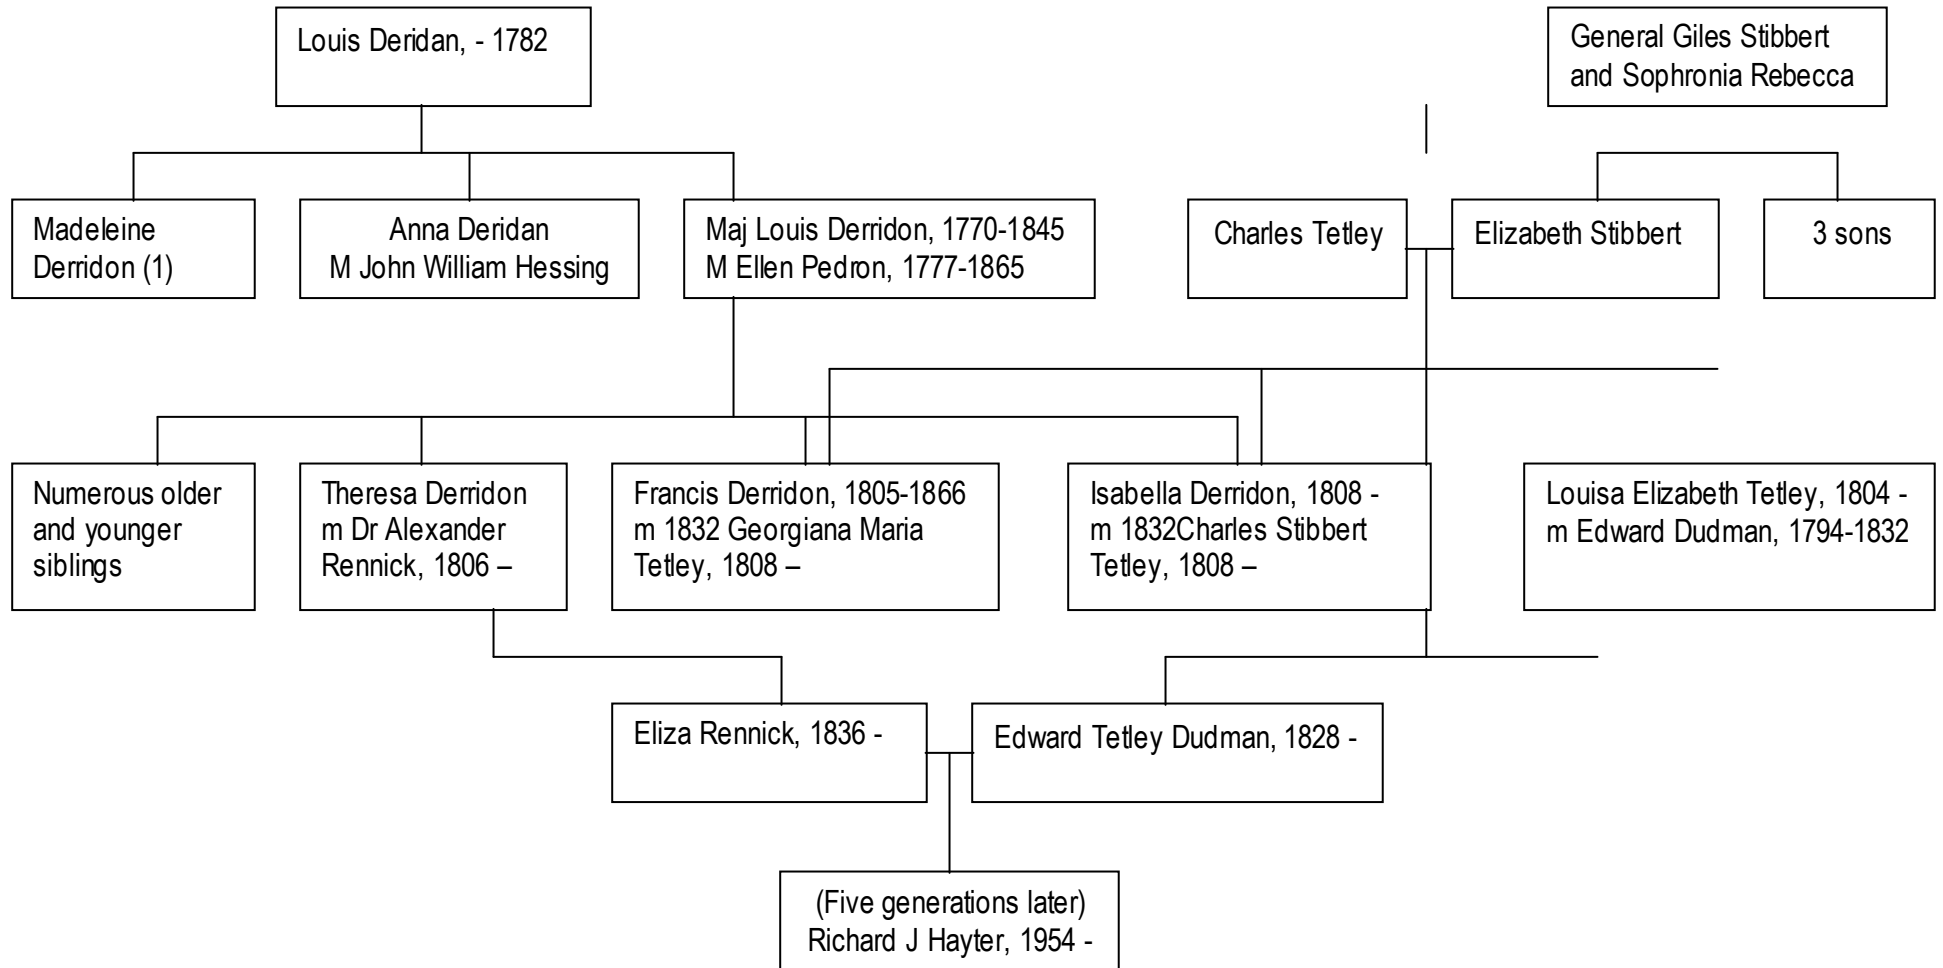 Louis Deridan, - 1782
General Giles Stibbert
and Sophronia Rebecca
Madeleine
Derridon (1)
Anna Deridan
M John William Hessing
Maj Louis Derridon, 1770-1845
M Ellen Pedron, 1777-1865
Charles Tetley
Elizabeth Stibbert
3 sons
Numerous older
and younger
siblings
Theresa Derridon
m Dr Alexander
Rennick, 1806 –
Francis Derridon, 1805-1866
m 1832 Georgiana Maria
Tetley, 1808 –
Isabella Derridon, 1808 -
m 1832Charles Stibbert
Tetley, 1808 –
Louisa Elizabeth Tetley, 1804 -
m Edward Dudman, 1794-1832
Eliza Rennick, 1836 -
Edward Tetley Dudman, 1828 -
(Five generations later)
Richard J Hayter, 1954 -